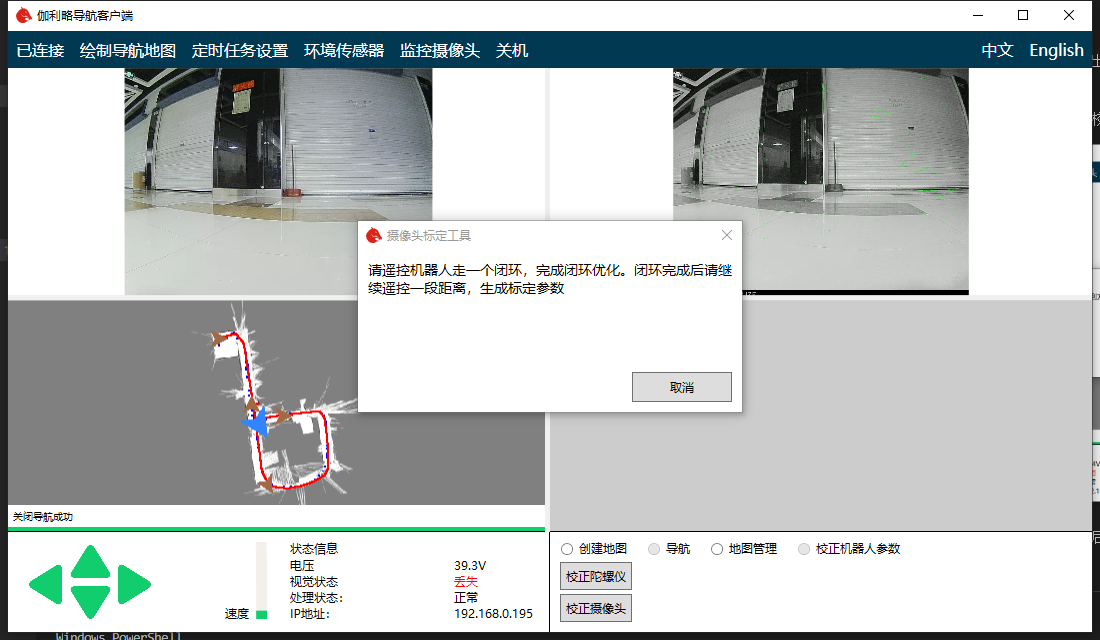 伽利略导航客户端
已连接 绘制导航地图 定时任务设置 环境传感器 监控摄像头 关机 中文 English
摄像头标定工具
请遥控机器人走一个闭环，完成闭环优化。闭环完成后请继
续遥控一段距离，生成标定参数
取消
关闭导航成功
速度
状态信息
电压 39.3V
视觉状态 丢失
处理状态： 正常
IP地址： 192.168.0.195
创建地图 导航 地图管理 校正机器人参数
校正陀螺仪
校正摄像头
Windows PowerShell